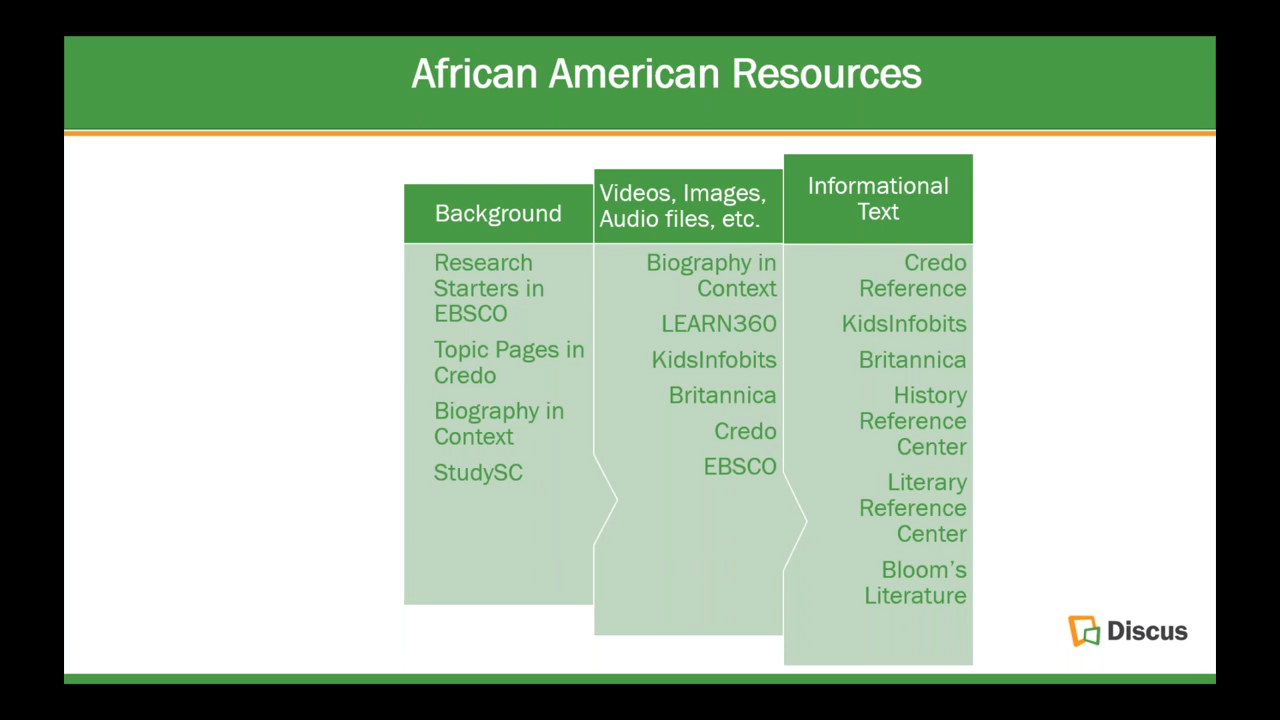 African American Resources
Background
Research
Starters in
EBSCO
Topic Pages in
Credo
Biography in
Context
StudySC
Videos, Images,
Audio files, etc.
Biography in
Context
LEARN360
KidsInfobits
Britannica
Credo
EBSCO
Informational
Text
Credo
Reference
KidsInfobits
Britannica
History
Reference
Center
Literary
Reference
Center
Bloom’s
Literature
Discus